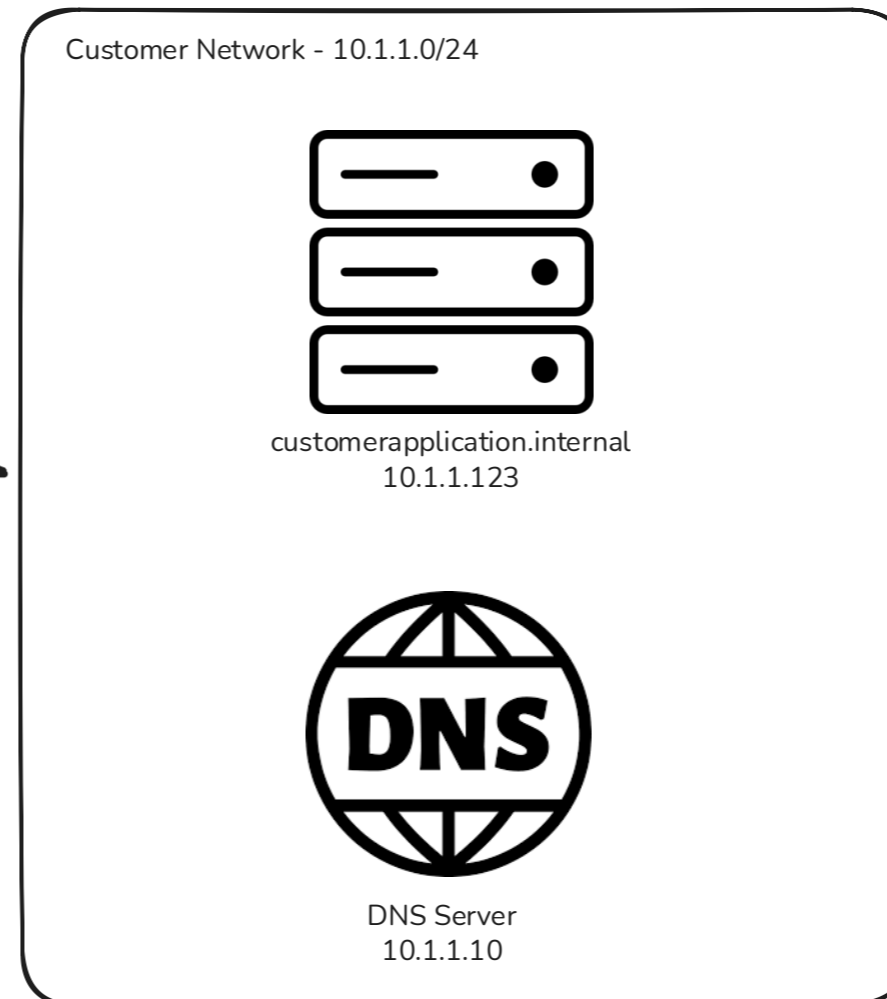 Customer Network - 10.1.1.0/24
customerapplication.internal
10.1.1.123
DNS
DNS Server
10.1.1.10